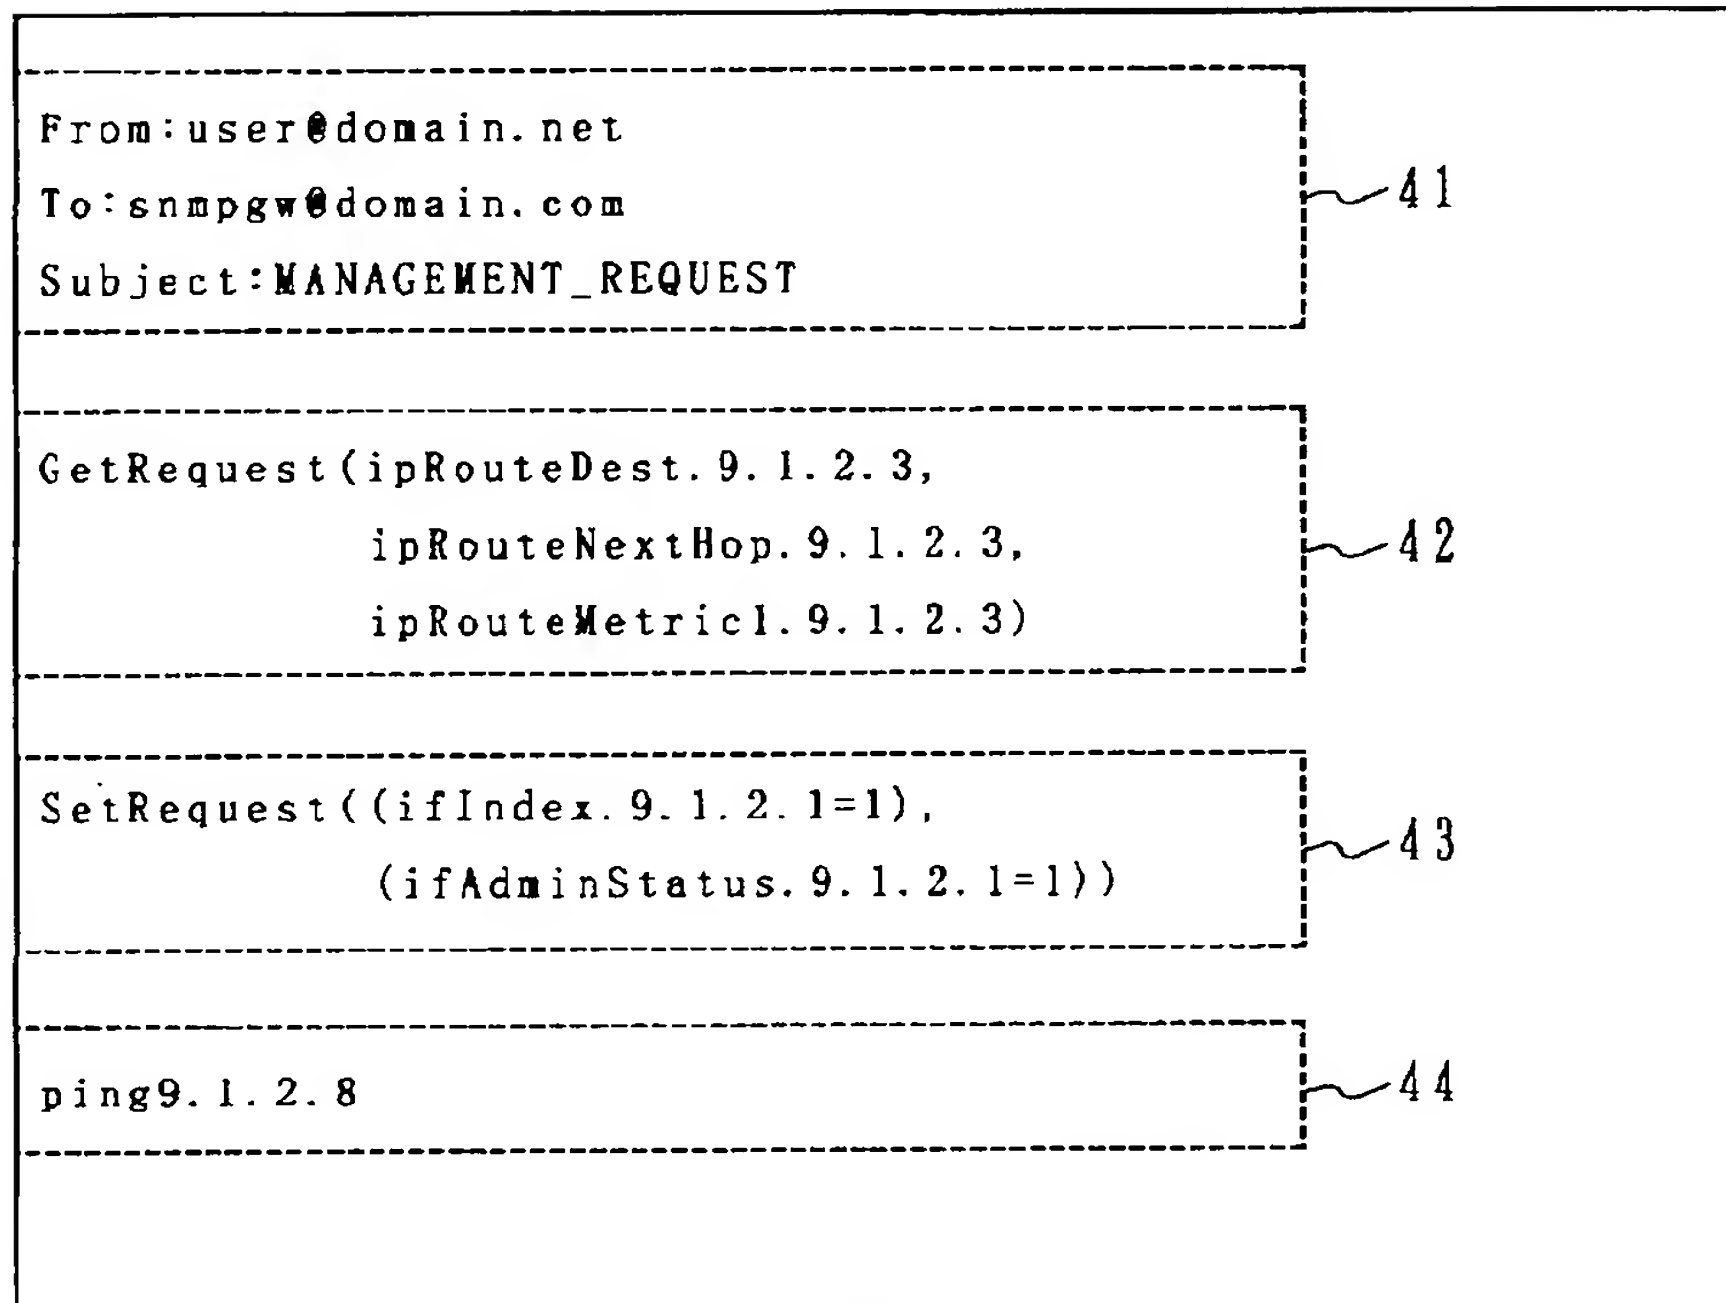 From:user@domain.net
To:snmpgw@domain.com
Subject:MANAGEMENT_REQUEST
41
GetRequest(ipRouteDest.9.1.2.3,
ipRouteNextHop.9.1.2.3,
ipRouteMetric1.9.1.2.3)
42
SetRequest((ifIndex.9.1.2.1=1),
(ifAdminStatus.9.1.2.1=1))
43
ping9.1.2.8
44